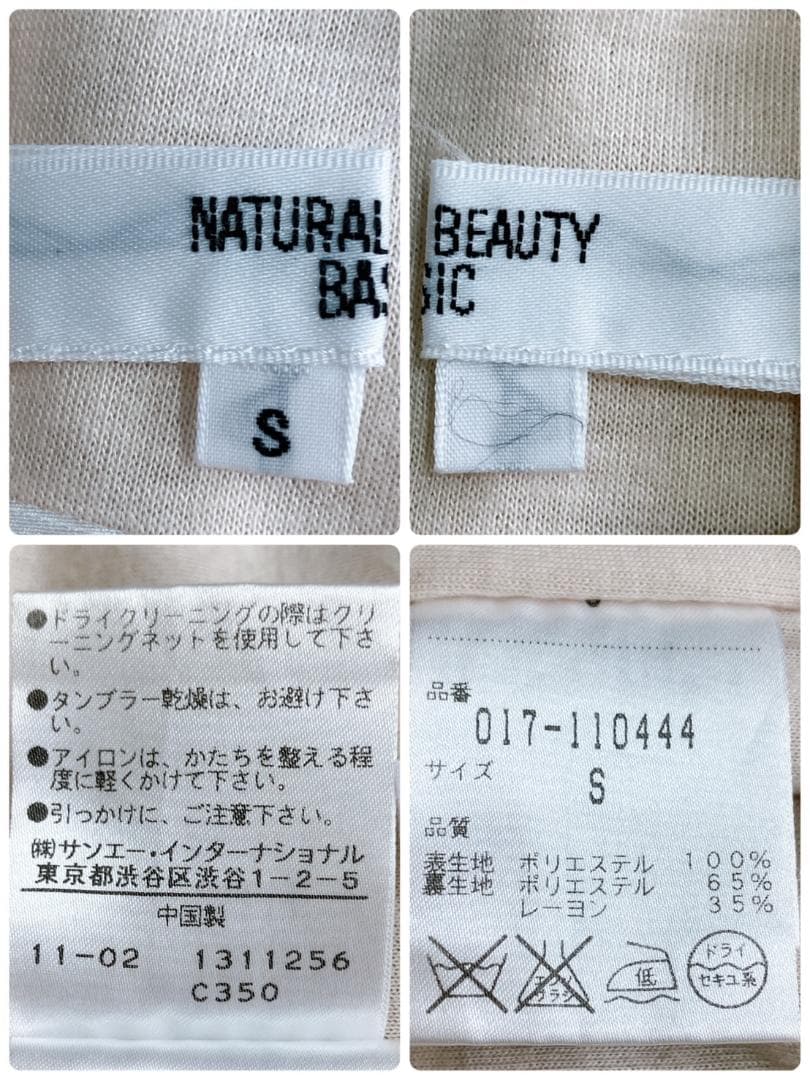 NATURAL
BAS
S
BEAUTY
SIC
●ドライクリーニングの際はクリ
ーニングネットを使用して下さ
い。
●タンブラー乾燥は、お避け下さ
い。
●アイロンは、かたちを整える程
度に軽くかけて下さい。
●引っかけに、ご注意下さい。
㈱サンエー・インターナショナル
東京都渋谷区渋谷1-2-5
中国製
11-02 1311256
C350
品番
017-110444
サイズ
S
品質
表生地 ポリエステル 100%
裏生地 ポリエステル 65%
レーヨン 35%
エンソ
サラシ
低
ドライ
セキユ系